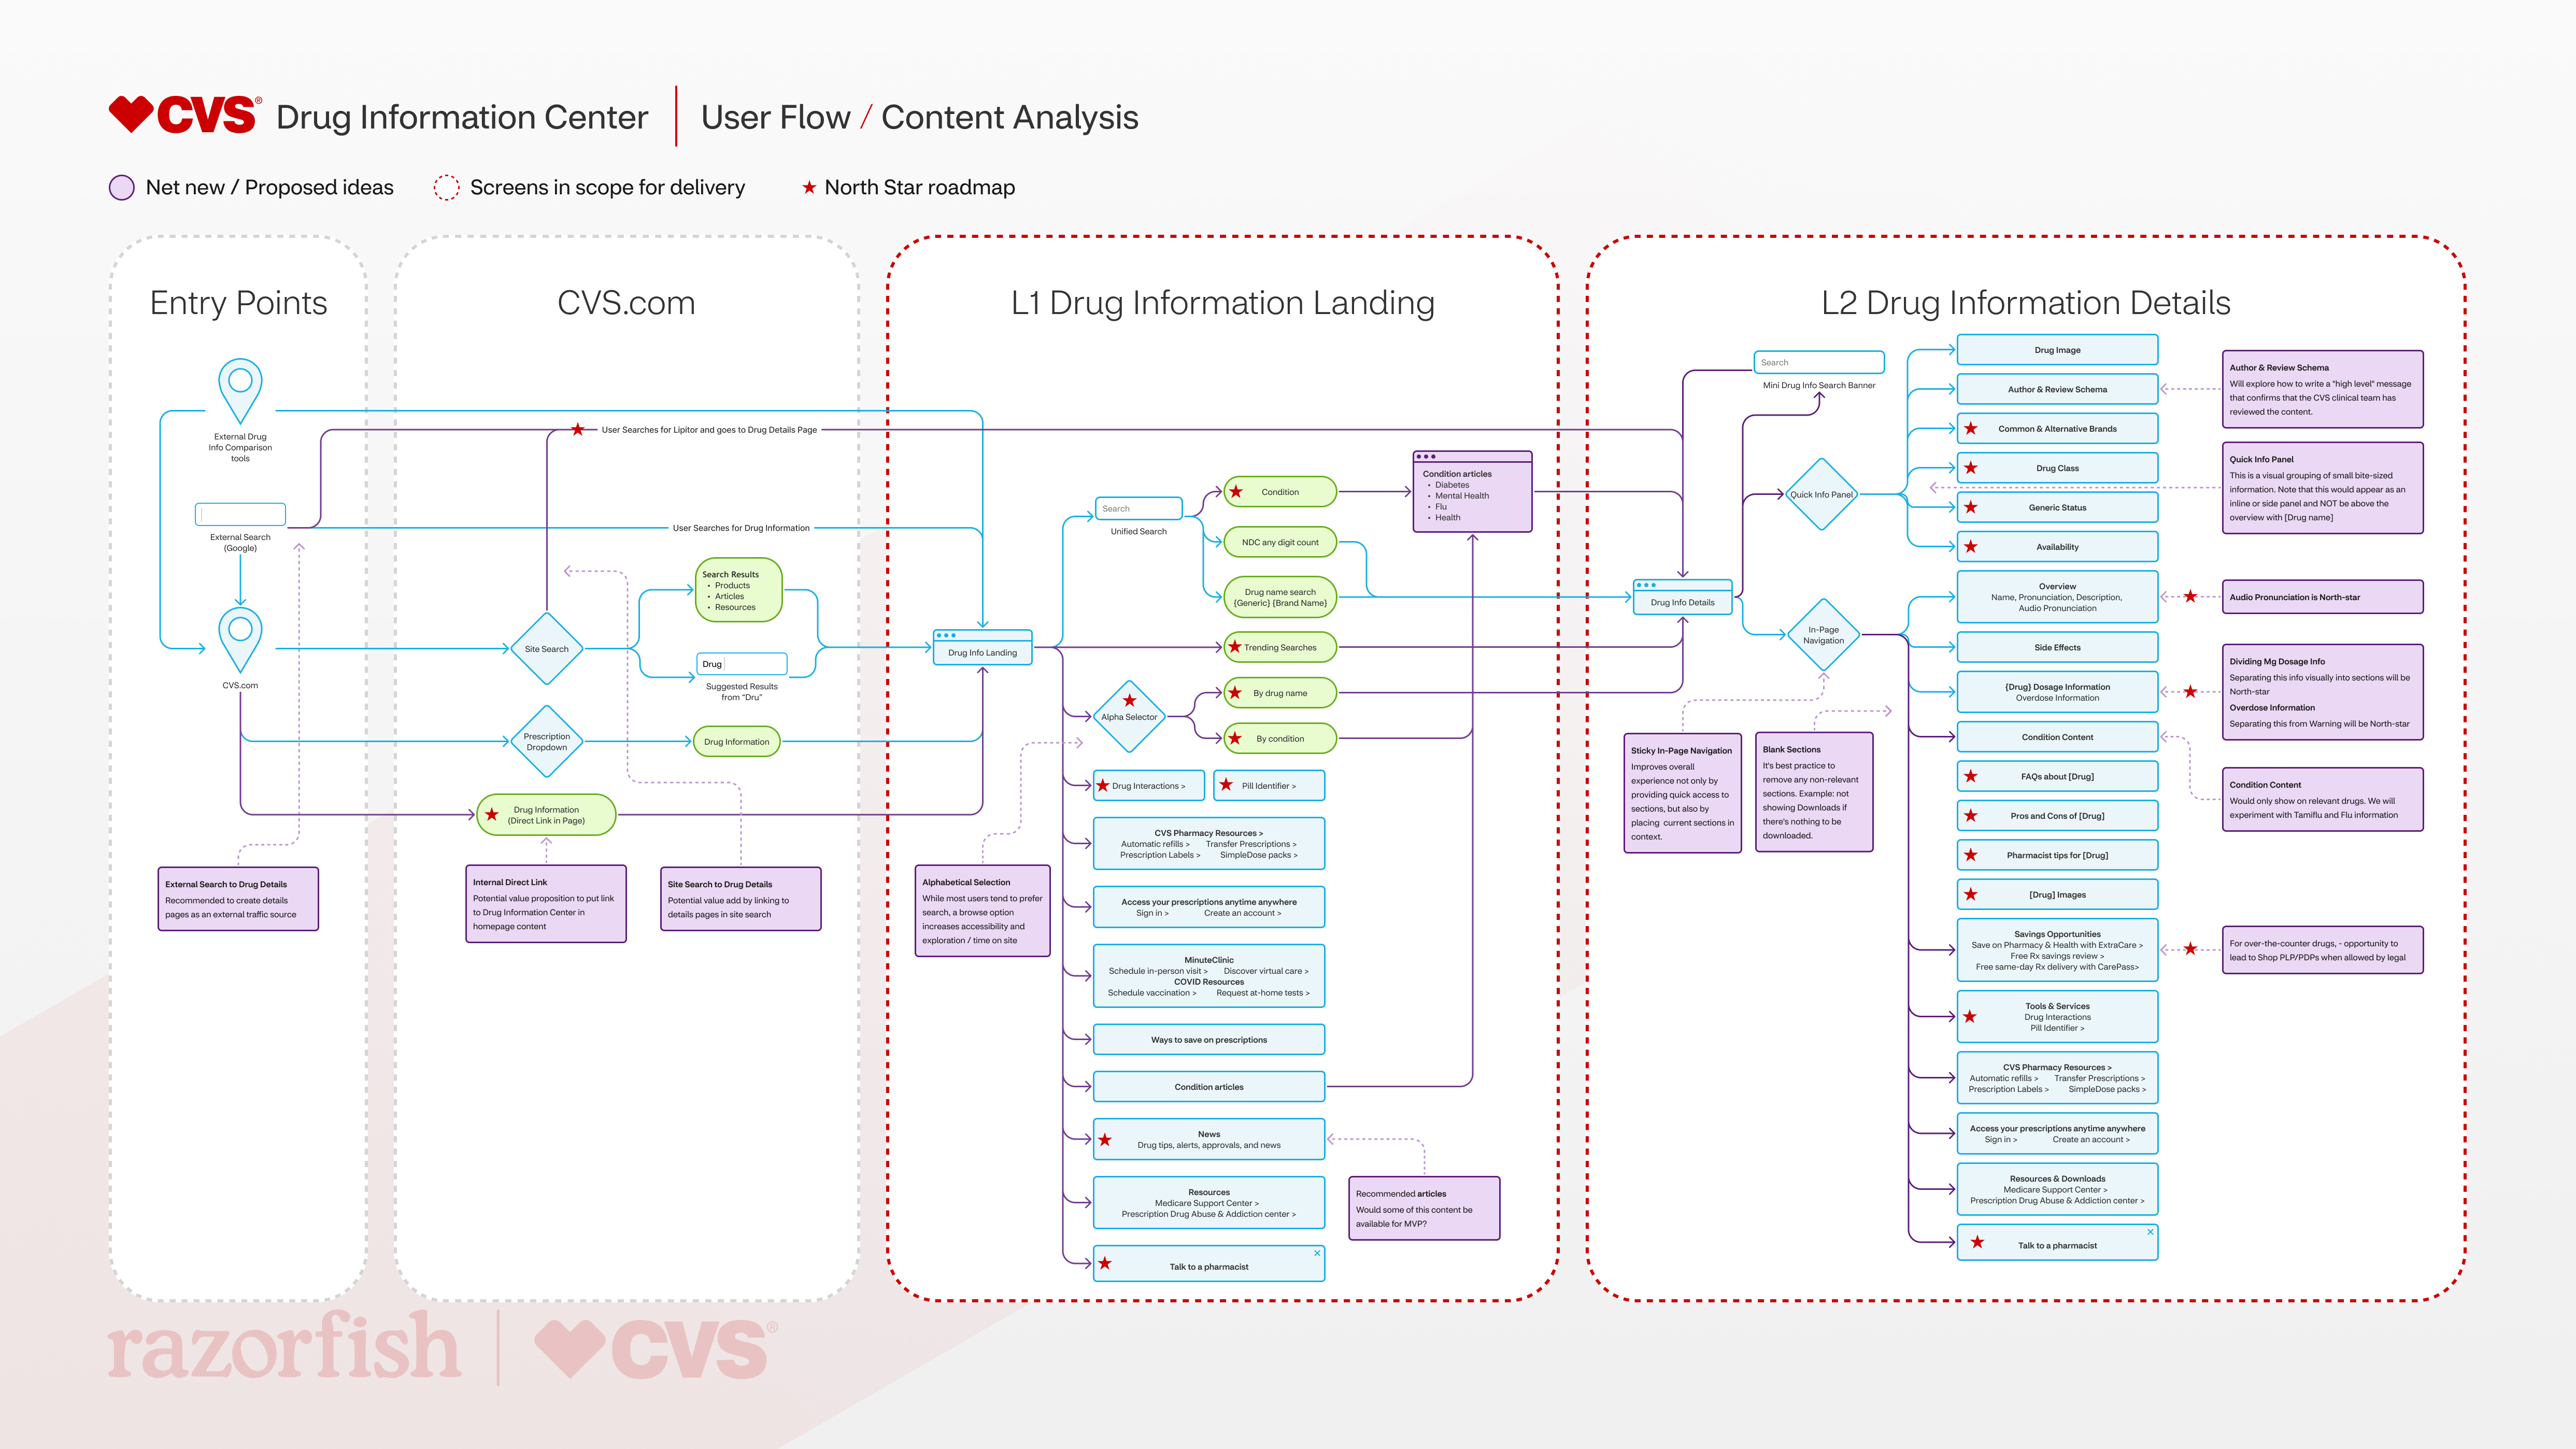 CVS® Drug Information Center | User Flow / Content Analysis
Net new / Proposed ideas
Screens in scope for delivery
★ North Star roadmap
Entry Points
External Drug
Info Comparison
tools
External Search
(Google)
CVS.com
External Search to Drug Details
Recommended to create details
pages as an external traffic source
CVS.com
User Searches for Lipitor and goes to Drug Details Page
User Searches for Drug Information
Site Search
Search Results
• Products
• Articles
• Resources
Drug
Suggested Results
from "Dru"
Prescription
Dropdown
Drug Information
Drug Information
(Direct Link in Page)
Internal Direct Link
Potential value proposition to put link
to Drug Information Center in
homepage content
Site Search to Drug Details
Potential value add by linking to
details pages in site search
L1 Drug Information Landing
Drug Info Landing
Search
Unified Search
Condition
NDC any digit count
Drug name search
{Generic} {Brand Name}
Condition articles
• Diabetes
• Mental Health
• Flu
• Health
Trending Searches
Alpha Selector
By drug name
By condition
Drug Interactions >
Pill Identifier >
CVS Pharmacy Resources >
Automatic refills > Transfer Prescriptions >
Prescription Labels > SimpleDose packs >
Alphabetical Selection
While most users tend to prefer
search, a browse option
increases accessibility and
exploration / time on site
Access your prescriptions anytime anywhere
Sign in > Create an account >
MinuteClinic
Schedule in-person visit > Discover virtual care >
COVID Resources
Schedule vaccination > Request at-home tests >
Ways to save on prescriptions
Condition articles
News
Drug tips, alerts, approvals, and news
Recommended articles
Would some of this content be
available for MVP?
Resources
Medicare Support Center >
Prescription Drug Abuse & Addiction center >
Talk to a pharmacist
L2 Drug Information Details
Search
Mini Drug Info Search Banner
Drug Info Details
Quick Info Panel
In-Page
Navigation
Sticky In-Page Navigation
Improves overall
experience not only by
providing quick access to
sections, but also by
placing current sections in
context.
Blank Sections
It's best practice to
remove any non-relevant
sections. Example: not
showing Downloads if
there's nothing to be
downloaded.
Drug Image
Author & Review Schema
Common & Alternative Brands
Drug Class
Generic Status
Availability
Overview
Name, Pronunciation, Description,
Audio Pronunciation
Side Effects
{Drug} Dosage Information
Overdose Information
Condition Content
FAQs about [Drug]
Pros and Cons of [Drug]
Pharmacist tips for [Drug]
[Drug] Images
Savings Opportunities
Save on Pharmacy & Health with ExtraCare >
Free Rx savings review >
Free same-day Rx delivery with CarePass>
Tools & Services
Drug Interactions
Pill Identifier >
CVS Pharmacy Resources >
Automatic refills > Transfer Prescriptions >
Prescription Labels > SimpleDose packs >
Access your prescriptions anytime anywhere
Sign in > Create an account >
Resources & Downloads
Medicare Support Center >
Prescription Drug Abuse & Addiction center >
Talk to a pharmacist
Author & Review Schema
Will explore how to write a "high level" message
that confirms that the CVS clinical team has
reviewed the content.
Quick Info Panel
This is a visual grouping of small bite-sized
information. Note that this would appear as an
inline or side panel and NOT be above the
overview with [Drug name]
Audio Pronunciation is North-star
Dividing Mg Dosage Info
Separating this info visually into sections will be
North-star
Overdose Information
Separating this from Warning will be North-star
Condition Content
Would only show on relevant drugs. We will
experiment with Tamiflu and Flu information
For over-the-counter drugs, - opportunity to
lead to Shop PLP/PDPs when allowed by legal
razorfish | CVS®